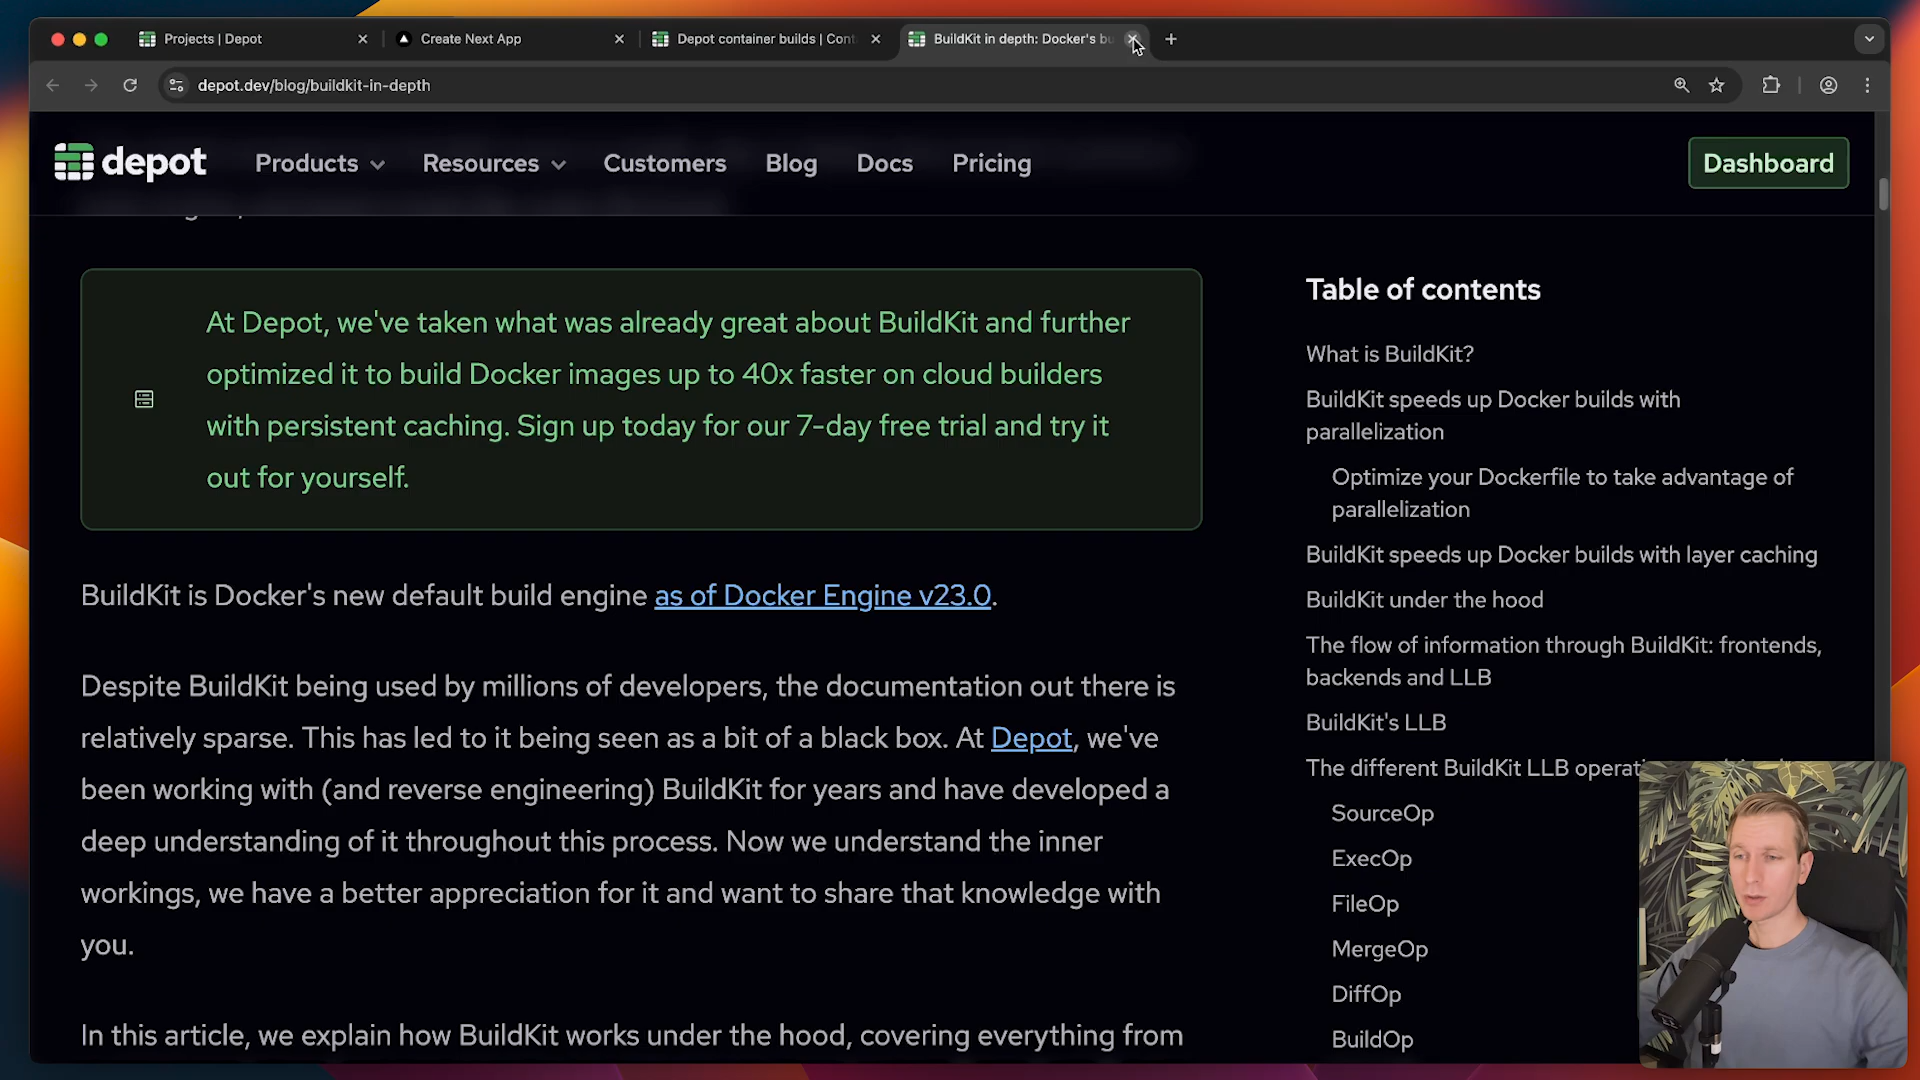 Projects | Depot
Create Next App
Depot container builds | Cont
BuildKit in depth: Docker's bu
depot.dev/blog/buildkit-in-depth
depot
Products
Resources
Customers
Blog
Docs
Pricing
Dashboard
At Depot, we've taken what was already great about BuildKit and further
optimized it to build Docker images up to 40x faster on cloud builders
with persistent caching. Sign up today for our 7-day free trial and try it
out for yourself.
BuildKit is Docker's new default build engine as of Docker Engine v23.0.
Despite BuildKit being used by millions of developers, the documentation out there is
relatively sparse. This has led to it being seen as a bit of a black box. At Depot, we've
been working with (and reverse engineering) BuildKit for years and have developed a
deep understanding of it throughout this process. Now we understand the inner
workings, we have a better appreciation for it and want to share that knowledge with
you.
In this article, we explain how BuildKit works under the hood, covering everything from
Table of contents
What is BuildKit?
BuildKit speeds up Docker builds with
parallelization
Optimize your Dockerfile to take advantage of
parallelization
BuildKit speeds up Docker builds with layer caching
BuildKit under the hood
The flow of information through BuildKit: frontends,
backends and LLB
BuildKit's LLB
The different BuildKit LLB operati
SourceOp
ExecOp
FileOp
MergeOp
DiffOp
BuildOp